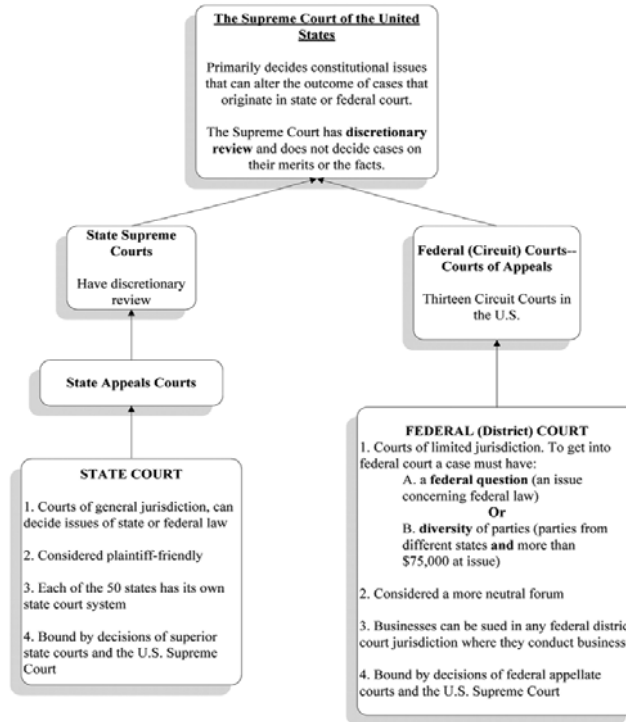 The Supreme Court of the United
States
Primarily decides constitutional issues
that can alter the outcome of cases that
originate in state or federal court.
The Supreme Court has discretionary
review and does not decide cases on
their merits or the facts.
State Supreme
Courts
Have discretionary
review
Federal (Circuit) Courts--
Courts of Appeals
Thirteen Circuit Courts in
the U.S.
State Appeals Courts
STATE COURT
1. Courts of general jurisdiction, can
decide issues of state or federal law
2. Considered plaintiff-friendly
3. Each of the 50 states has its own
state court system
4. Bound by decisions of superior
state courts and the U.S. Supreme
Court
FEDERAL (District) COURT
1. Courts of limited jurisdiction. To get into
federal court a case must have:
A. a federal question (an issue
concerning federal law)
Or
B. diversity of parties (parties from
different states and more than
$75,000 at issue)
2. Considered a more neutral forum
3. Businesses can be sued in any federal distric
court jurisdiction where they conduct business
4. Bound by decisions of federal appellate
courts and the U.S. Supreme Court